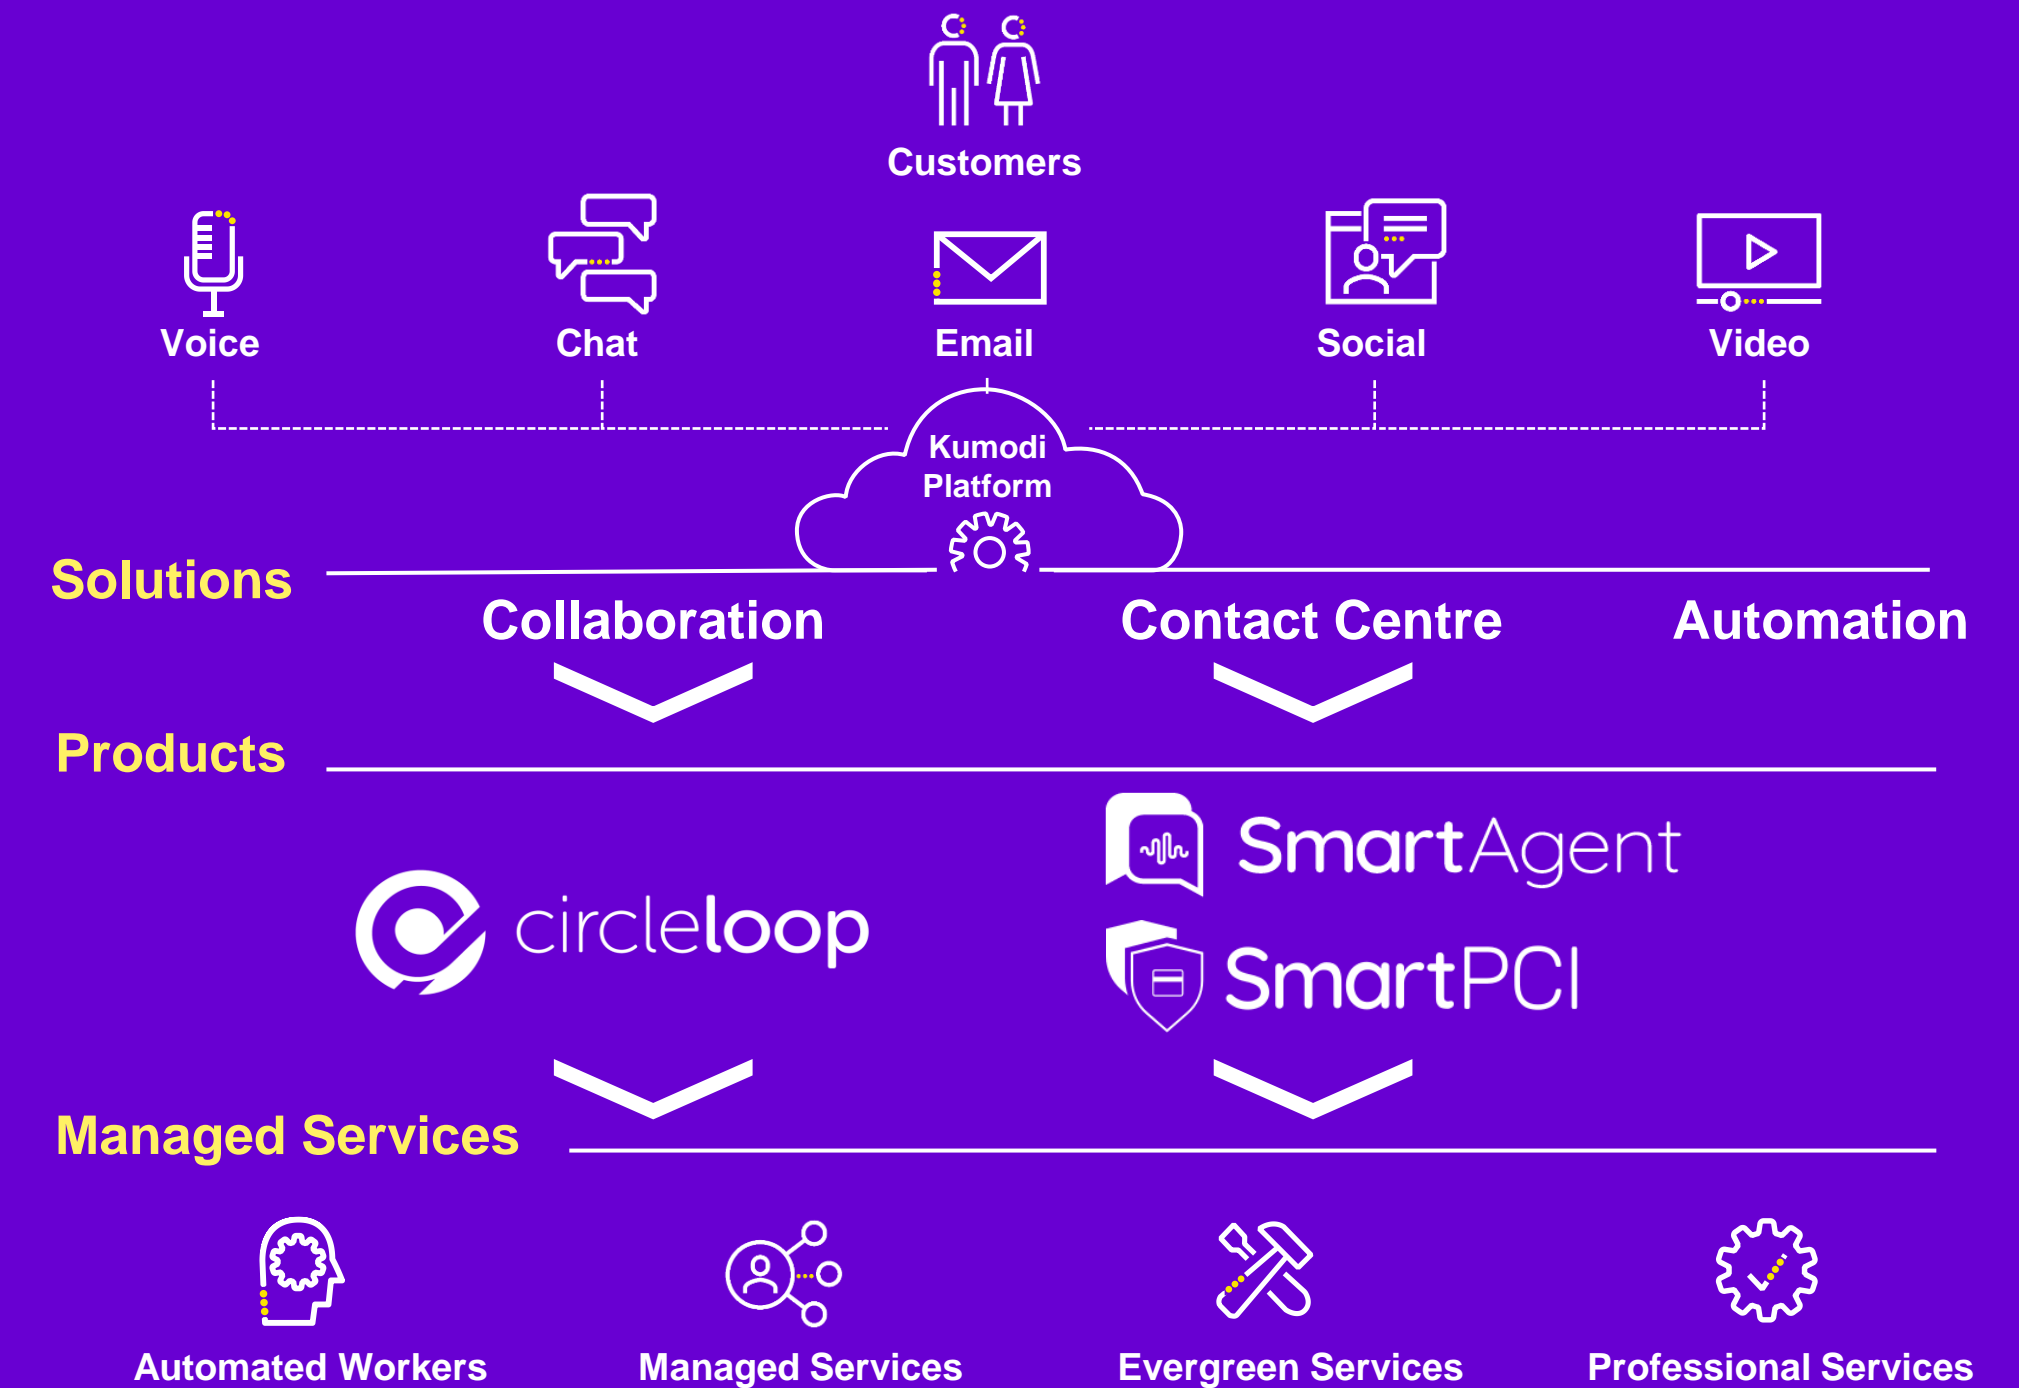 Customers
Voice
Chat
Email
Social
Video
Kumodi
Platform
Solutions
Collaboration
Contact Centre
Automation
Products
SmartAgent
circleloop
SmartPCI
Managed Services
Automated Workers
Managed Services
Evergreen Services
Professional Services